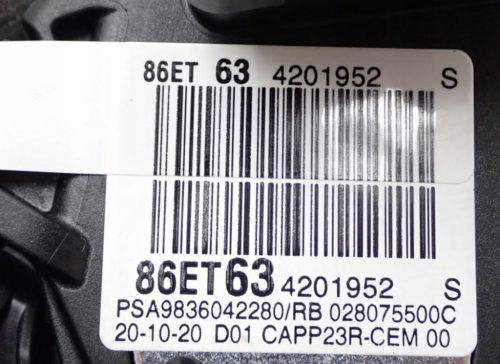 86ET 63 4201952 S
86ET 63 4201952 S
PSA9836042280/RB 028075500C
20-10-20 D01 CAPP23R-CEM 00